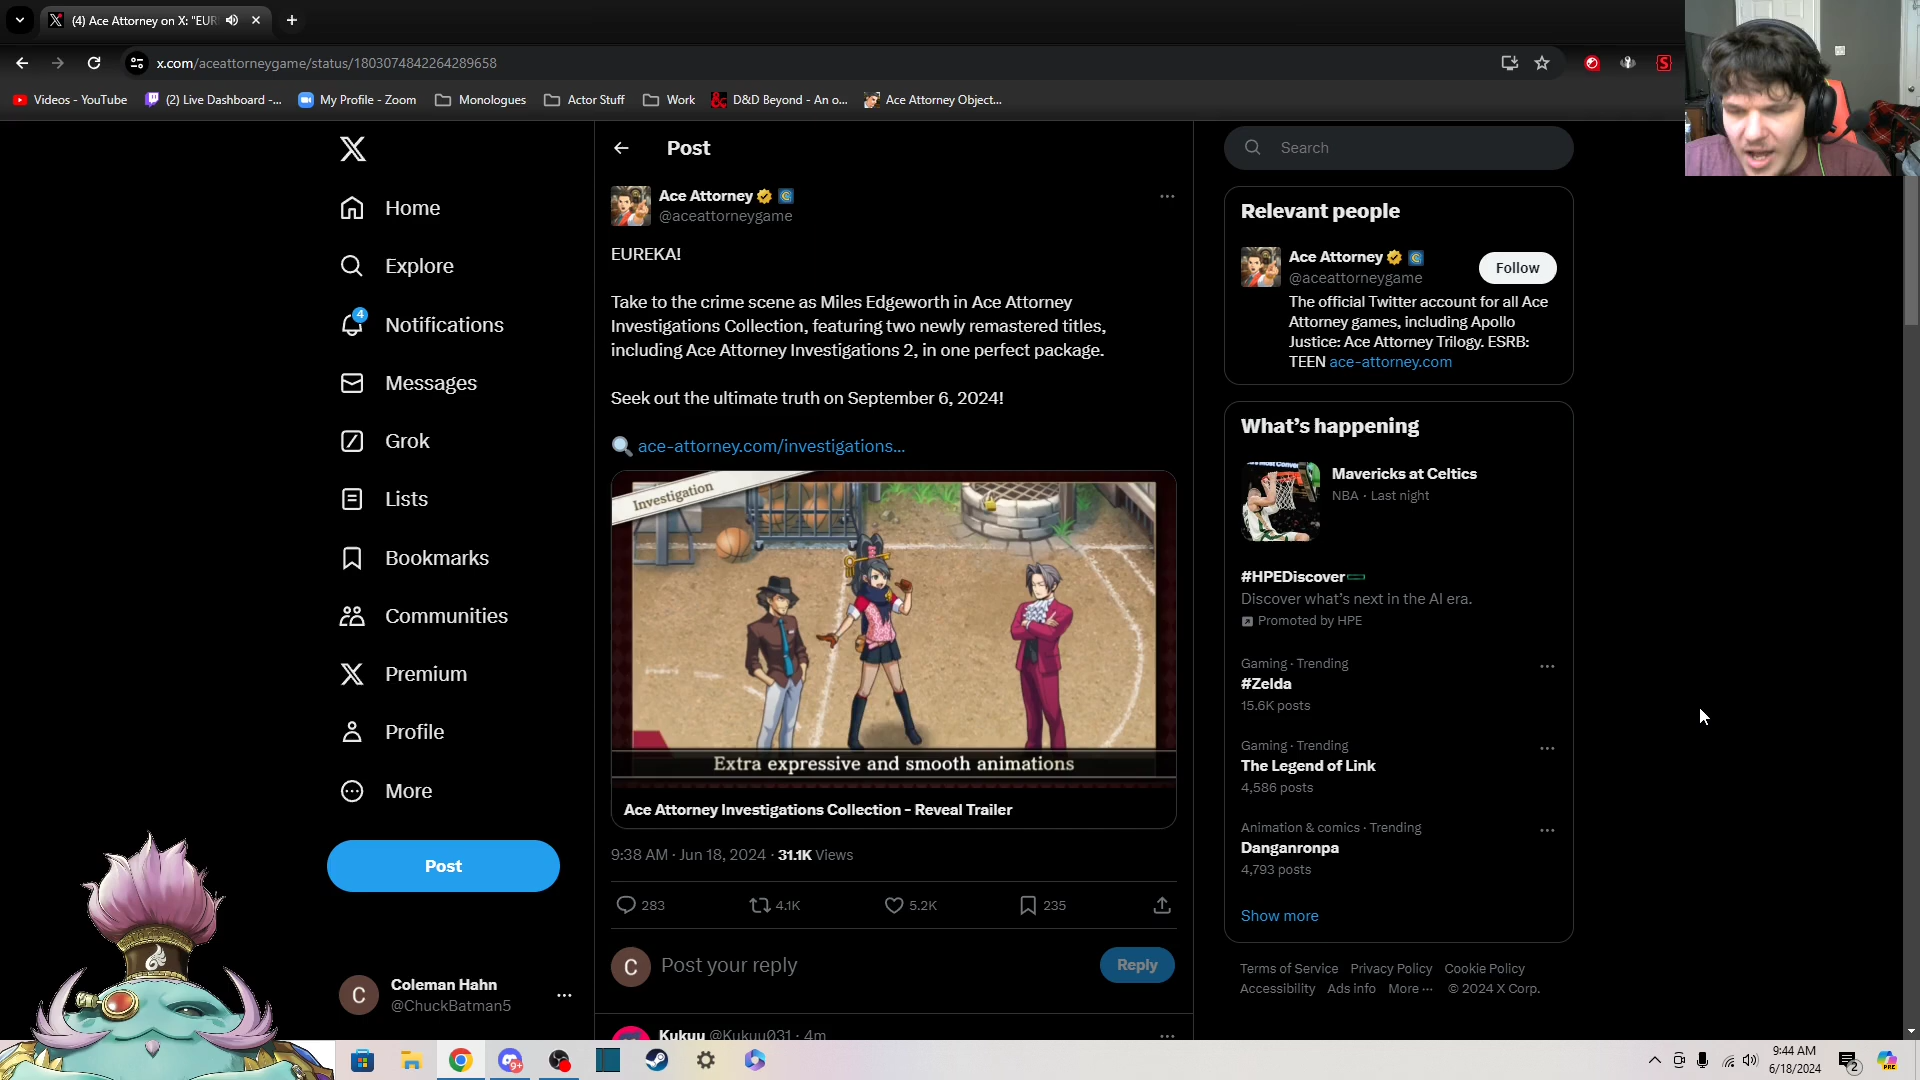 (4) Ace Attorney on X: "EUR
x.com/aceattorneygame/status/1803074842264289658
Videos - YouTube
(2) Live Dashboard -...
My Profile - Zoom
Monologues
Actor Stuff
Work
D&D Beyond - An o...
Ace Attorney Object...
Home
Explore
4
Notifications
Messages
Grok
Lists
Bookmarks
Communities
Premium
Profile
More
Post
Coleman Hahn
@ChuckBatman5
Post
Ace Attorney
@aceattorneygame
EUREKA!
Take to the crime scene as Miles Edgeworth in Ace Attorney
Investigations Collection, featuring two newly remastered titles,
including Ace Attorney Investigations 2, in one perfect package.
Seek out the ultimate truth on September 6, 2024!
ace-attorney.com/investigations...
Investigation
Extra expressive and smooth animations
Ace Attorney Investigations Collection - Reveal Trailer
9:38 AM · Jun 18, 2024 · 31.1K Views
283
4.1K
5.2K
235
C
Post your reply
Reply
Kukuu @Kukuu031 · 4m
Search
Relevant people
Ace Attorney
@aceattorneygame
Follow
The official Twitter account for all Ace
Attorney games, including Apollo
Justice: Ace Attorney Trilogy. ESRB:
TEEN ace-attorney.com
What's happening
Mavericks at Celtics
NBA · Last night
#HPEDiscover
Discover what's next in the AI era.
Promoted by HPE
Gaming · Trending
#Zelda
15.6K posts
Gaming · Trending
The Legend of Link
4,586 posts
Animation & comics · Trending
Danganronpa
4,793 posts
Show more
Terms of Service Privacy Policy Cookie Policy
Accessibility Ads info More ··· © 2024 X Corp.
C
9+
9:44 AM
6/18/2024
2
PRE